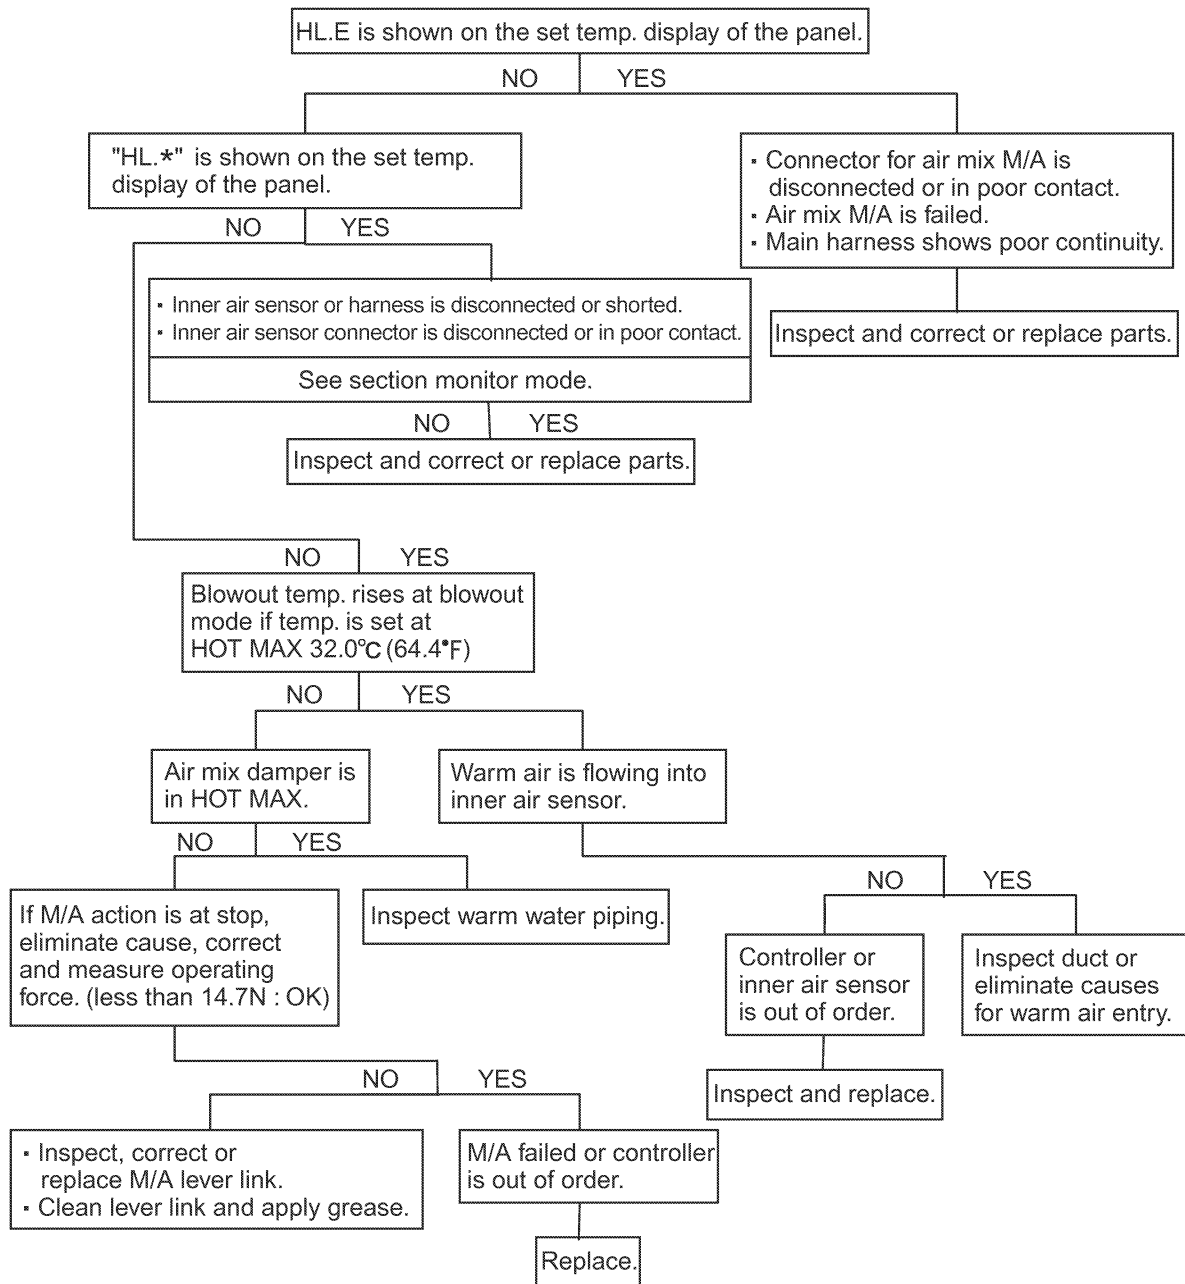 HL.E is shown on the set temp. display of the panel.
NO YES
"HL.*" is shown on the set temp.
display of the panel.
· Connector for air mix M/A is
disconnected or in poor contact.
· Air mix M/A is failed.
· Main harness shows poor continuity.
NO YES
· Inner air sensor or harness is disconnected or shorted.
· Inner air sensor connector is disconnected or in poor contact.
See section monitor mode.
Inspect and correct or replace parts.
NO YES
Inspect and correct or replace parts.
NO YES
Blowout temp. rises at blowout
mode if temp. is set at
HOT MAX 32.0°C (64.4°F)
NO YES
Air mix damper is
in HOT MAX.
Warm air is flowing into
inner air sensor.
NO YES
If M/A action is at stop,
eliminate cause, correct
and measure operating
force. (less than 14.7N : OK)
Inspect warm water piping.
NO YES
Controller or
inner air sensor
is out of order.
Inspect duct or
eliminate causes
for warm air entry.
Inspect and replace.
NO YES
· Inspect, correct or
replace M/A lever link.
· Clean lever link and apply grease.
M/A failed or controller
is out of order.
Replace.